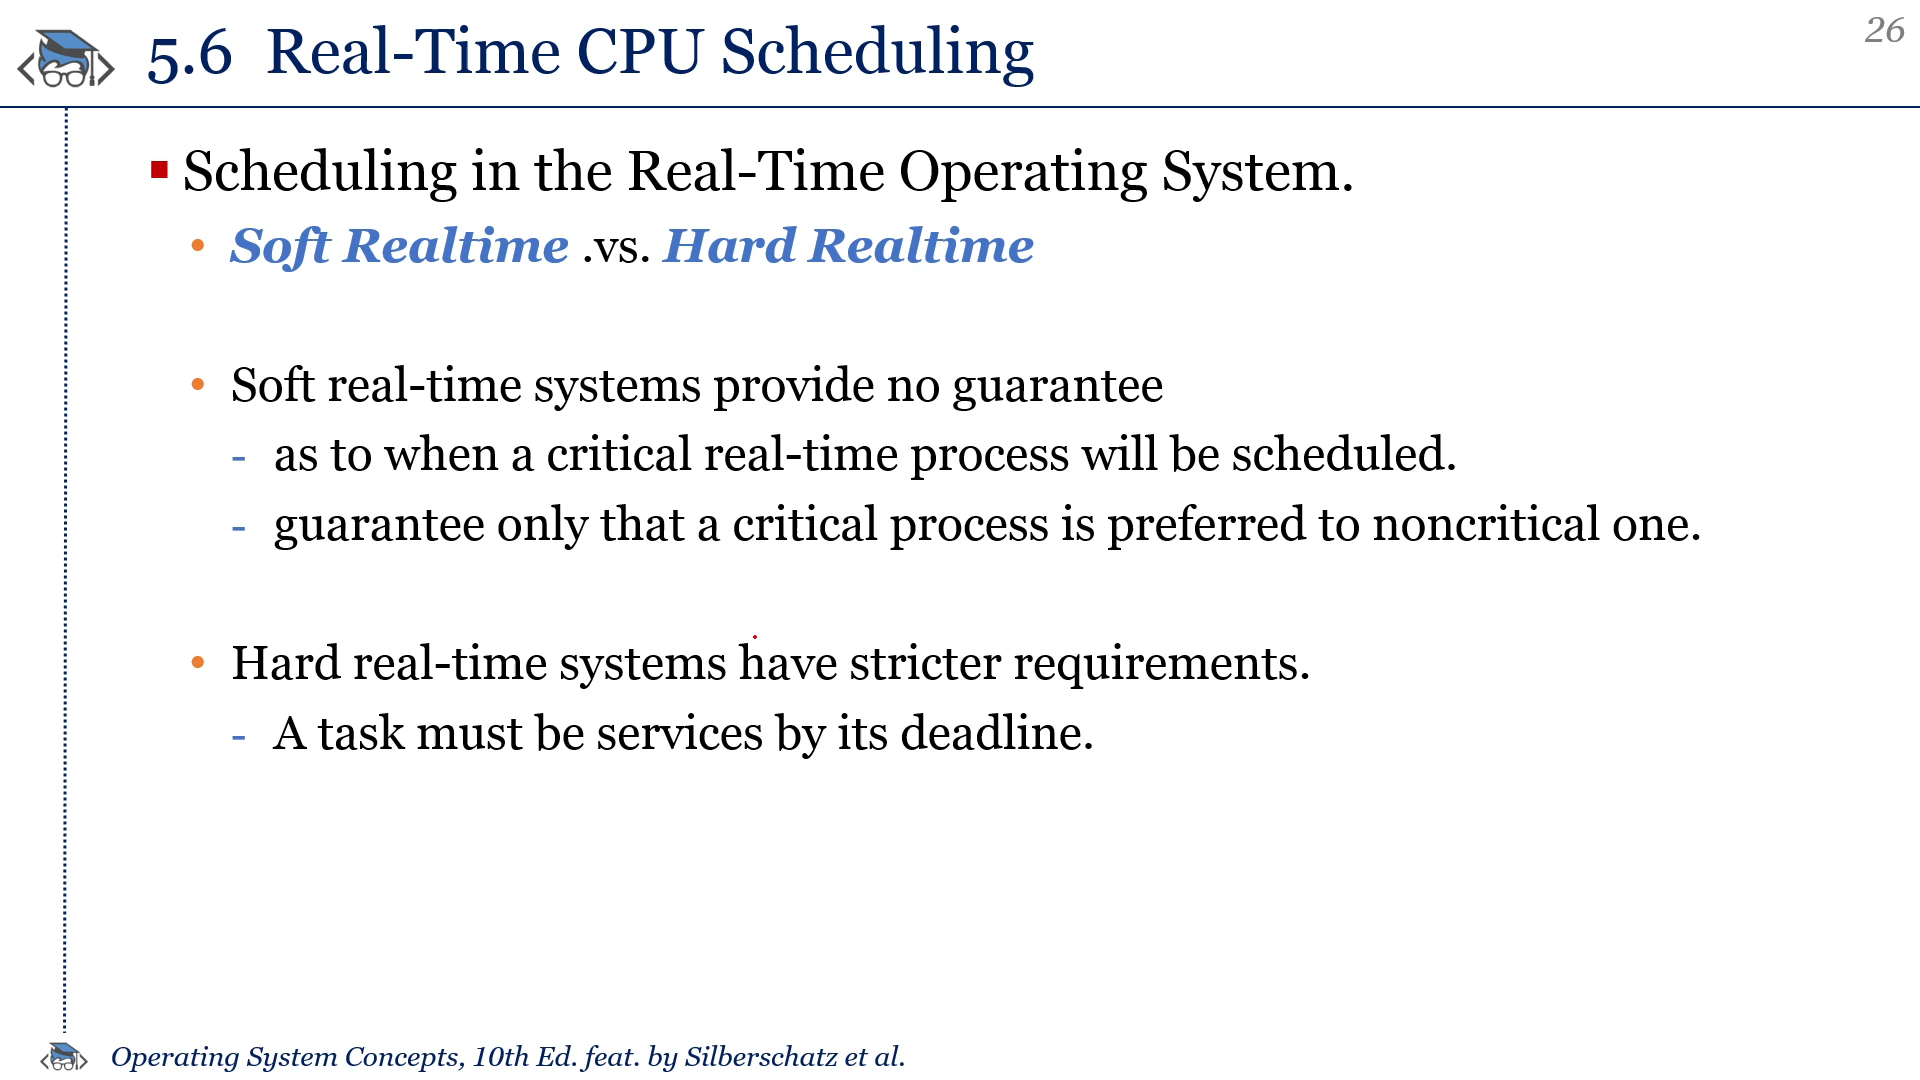 5.6 Real-Time CPU Scheduling
26
▪ Scheduling in the Real-Time Operating System.
• Soft Realtime .vs. Hard Realtime
• Soft real-time systems provide no guarantee
- as to when a critical real-time process will be scheduled.
- guarantee only that a critical process is preferred to noncritical one.
• Hard real-time systems have stricter requirements.
- A task must be services by its deadline.
Operating System Concepts, 10th Ed. feat. by Silberschatz et al.